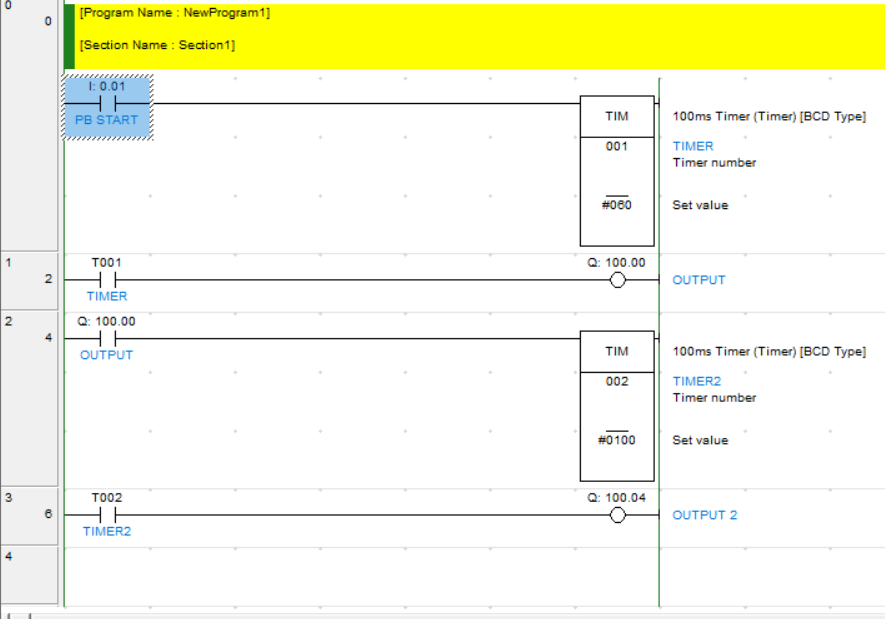 0
0
[Program Name : NewProgram1]
[Section Name : Section1]
I: 0.01
PB START
TIM
100ms Timer (Timer) [BCD Type]
001
TIMER
Timer number
#060
Set value
1
2
T001
TIMER
Q: 100.00
OUTPUT
2
4
Q: 100.00
OUTPUT
TIM
100ms Timer (Timer) [BCD Type]
002
TIMER2
Timer number
#0100
Set value
3
6
T002
TIMER2
Q: 100.04
OUTPUT 2
4